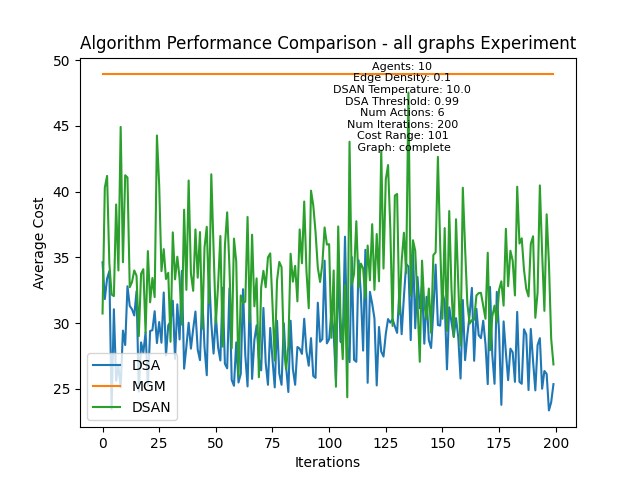 Algorithm Performance Comparison - all graphs Experiment
Agents: 10
Edge Density: 0.1
DSAN Temperature: 10.0
DSA Threshold: 0.99
Num Actions: 6
Num Iterations: 200
Cost Range: 101
Graph: complete
50
45
40
35
30
25
Average Cost
DSA
MGM
DSAN
0
25
50
75
100
125
150
175
200
Iterations